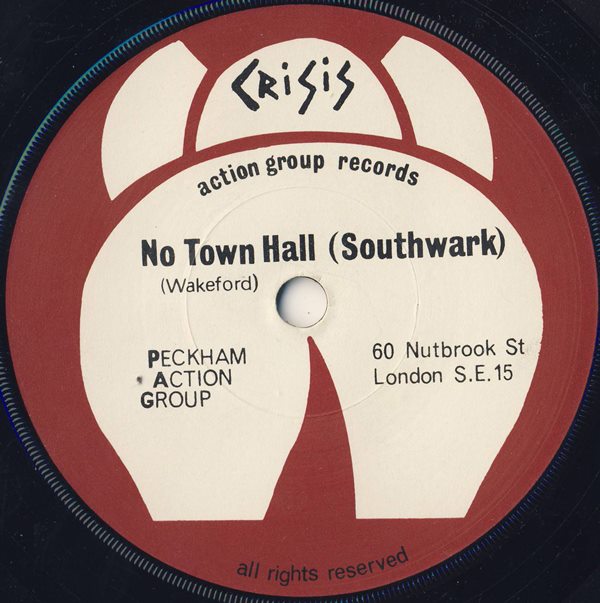 CRiSiS
action group records
No Town Hall (Southwark)
(Wakeford)
PECKHAM
ACTION
GROUP
60 Nutbrook St
London S.E.15
all rights reserved